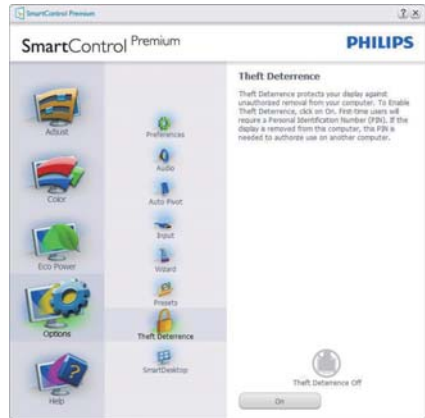 SmartControl Premium
SmartControl Premium
PHILIPS
Adjust
Color
Eco Power
Options
Help
Preferences
Audio
Auto Pivot
Input
Wizard
Presets
Theft Deterrence
SmartDesktop
Theft Deterrence
Theft Deterrence protects your display against
unauthorized removal from your computer. To Enable
Theft Deterrence, click on On. First-time users will
require a Personal Identification Number (PIN). If the
display is removed from this computer, this PIN is
needed to authorize use on another computer.
Theft Deterrence Off
On